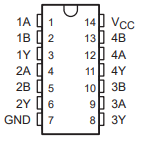 1A 1 14 VCC
1B 2 13 4B
1Y 3 12 4A
2A 4 11 4Y
2B 5 10 3B
2Y 6 9 3A
GND 7 8 3Y